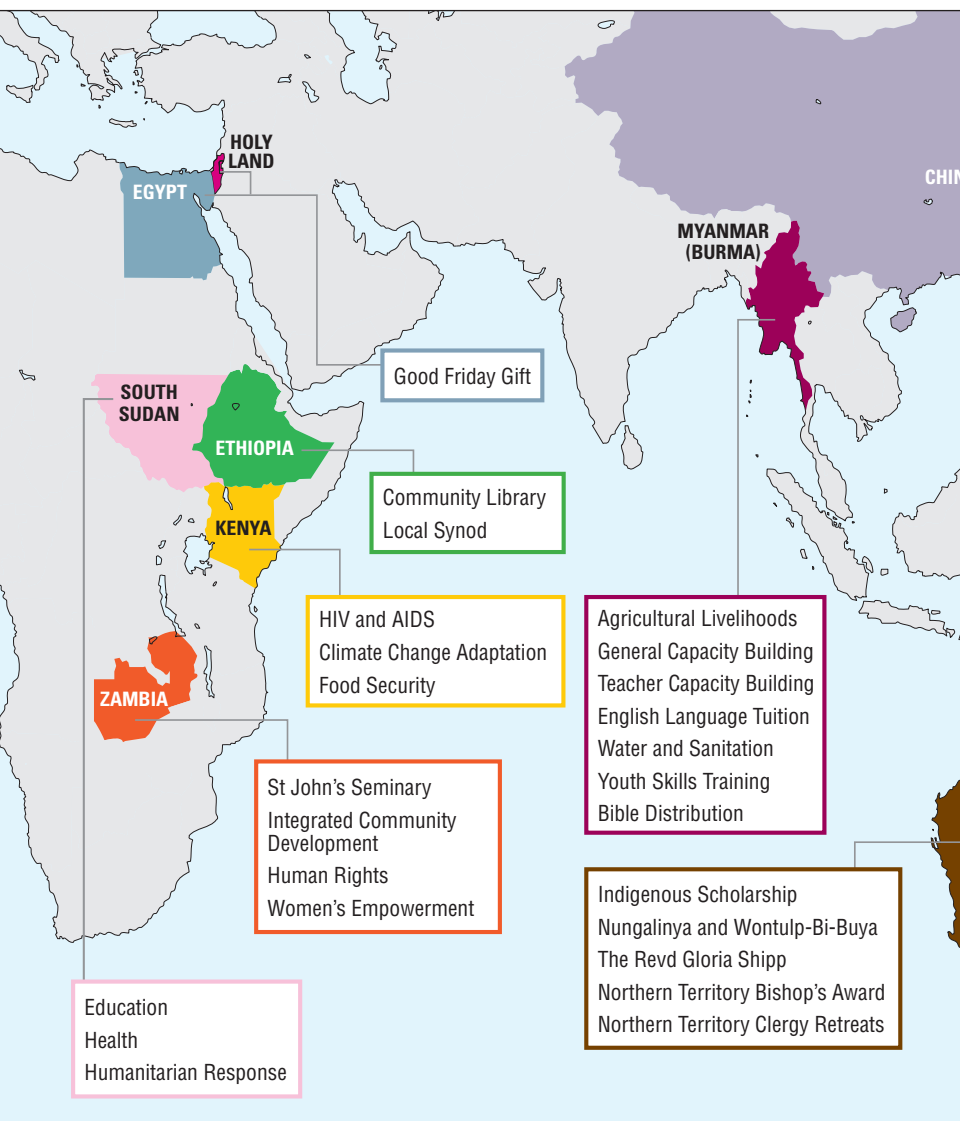 HOLY
LAND
EGYPT
CHIN
MYANMAR
(BURMA)
Good Friday Gift
SOUTH
SUDAN
ETHIOPIA
Community Library
Local Synod
KENYA
HIV and AIDS
Climate Change Adaptation
Food Security
Agricultural Livelihoods
General Capacity Building
Teacher Capacity Building
English Language Tuition
Water and Sanitation
Youth Skills Training
Bible Distribution
ZAMBIA
St John’s Seminary
Integrated Community
Development
Human Rights
Women’s Empowerment
Indigenous Scholarship
Nungalinya and Wontulp-Bi-Buya
The Revd Gloria Shipp
Northern Territory Bishop’s Award
Northern Territory Clergy Retreats
Education
Health
Humanitarian Response